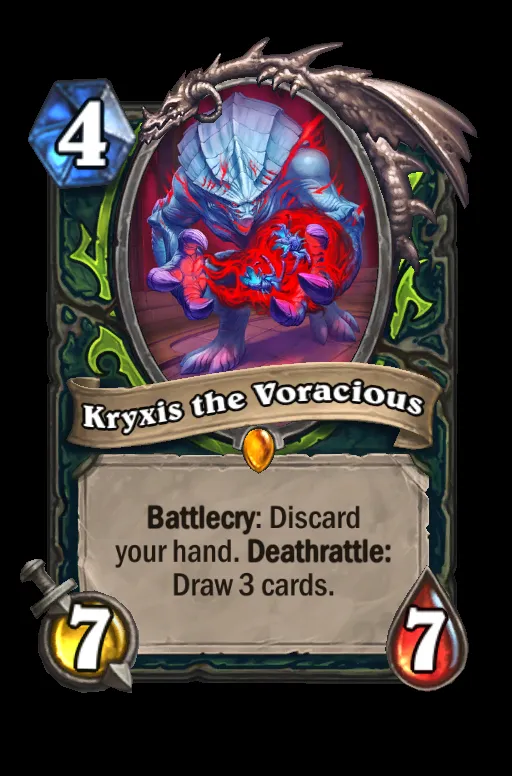 4
Kryxis the Voracious
Battlecry: Discard
your hand. Deathrattle:
Draw 3 cards.
7
7